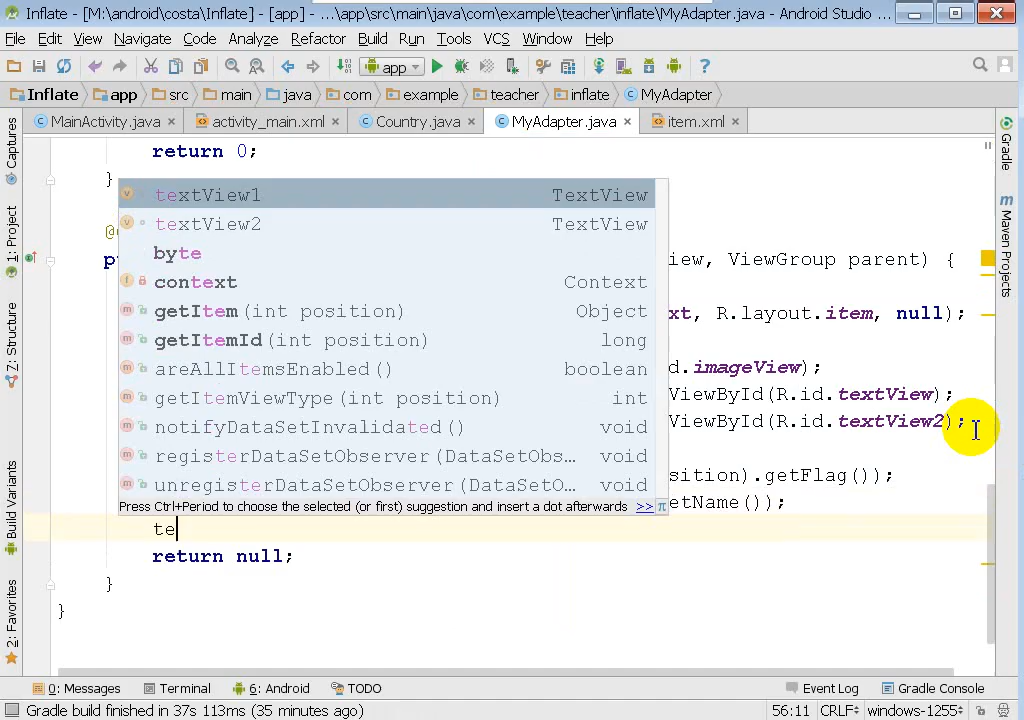 Inflate - [M:\android\costa\Inflate] - [app] - ...\app\src\main\java\com\example\teacher\inflate\MyAdapter.java - Android Studio ...
File Edit View Navigate Code Analyze Refactor Build Run Tools VCS Window Help
app
Inflate app src main java com example teacher inflate MyAdapter
MainActivity.java activity_main.xml Country.java MyAdapter.java item.xml
Captures
1: Project
7: Structure
Build Variants
2: Favorites
return 0;
}
textView1 TextView
textView2 TextView
byte
context Context
getItem(int position) Object
getItemId(int position) long
areAllItemsEnabled() boolean
getItemViewType(int position) int
notifyDataSetInvalidated() void
registerDataSetObserver(DataSetObs... void
unregisterDataSetObserver(DataSetO... void
Press Ctrl+Period to choose the selected (or first) suggestion and insert a dot afterwards >> π
iew, ViewGroup parent) {
xt, R.layout.item, null);
d.imageView);
ViewById(R.id.textView);
ViewById(R.id.textView2);
sition).getFlag());
etName());
te
return null;
}
}
Gradle
m Maven Projects
0: Messages Terminal 6: Android TODO Event Log Gradle Console
Gradle build finished in 37s 113ms (35 minutes ago) 56:11 CRLF windows-1255